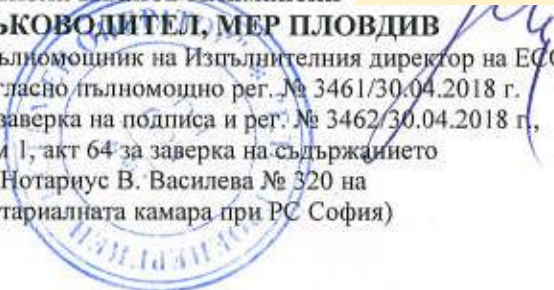 ЪКОВОДИТЕЛ, МЕР ПЛОВДИВ
ълномощник на Изпълнителния директор на ЕСО
гласно пълномощно рег. № 3461/30.04.2018 г.
заверка на подписа и рег. № 3462/30.04.2018 г.,
м 1, акт 64 за заверка на съдържанието
Нотариус В. Василева № 320 на
тариалната камара при РС София)